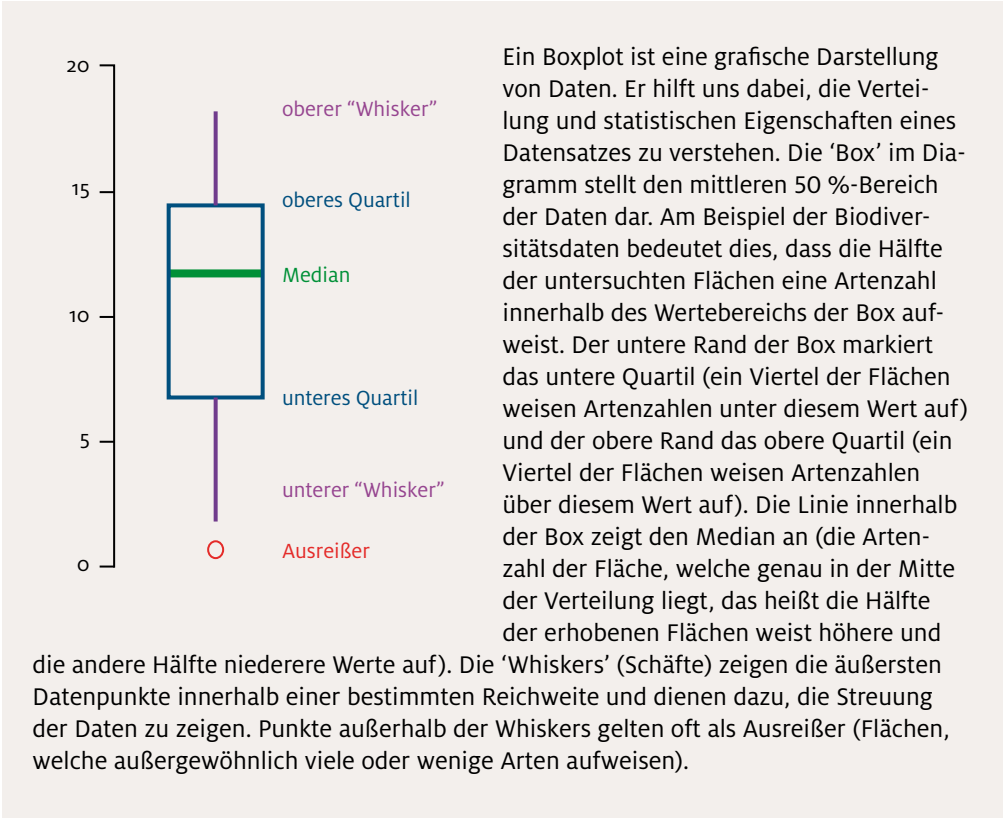 20
15
10
5
0
oberer “Whisker”
oberes Quartil
Median
unteres Quartil
unterer “Whisker”
Ausreißer
Ein Boxplot ist eine grafische Darstellung
von Daten. Er hilft uns dabei, die Vertei-
lung und statistischen Eigenschaften eines
Datensatzes zu verstehen. Die ‘Box’ im Dia-
gramm stellt den mittleren 50 %-Bereich
der Daten dar. Am Beispiel der Biodiver-
sitätsdaten bedeutet dies, dass die Hälfte
der untersuchten Flächen eine Artenzahl
innerhalb des Wertebereichs der Box auf-
weist. Der untere Rand der Box markiert
das untere Quartil (ein Viertel der Flächen
weisen Artenzahlen unter diesem Wert auf)
und der obere Rand das obere Quartil (ein
Viertel der Flächen weisen Artenzahlen
über diesem Wert auf). Die Linie innerhalb
der Box zeigt den Median an (die Arten-
zahl der Fläche, welche genau in der Mitte
der Verteilung liegt, das heißt die Hälfte
der erhobenen Flächen weist höhere und
die andere Hälfte niederere Werte auf). Die ‘Whiskers’ (Schäfte) zeigen die äußersten
Datenpunkte innerhalb einer bestimmten Reichweite und dienen dazu, die Streuung
der Daten zu zeigen. Punkte außerhalb der Whiskers gelten oft als Ausreißer (Flächen,
welche außergewöhnlich viele oder wenige Arten aufweisen).